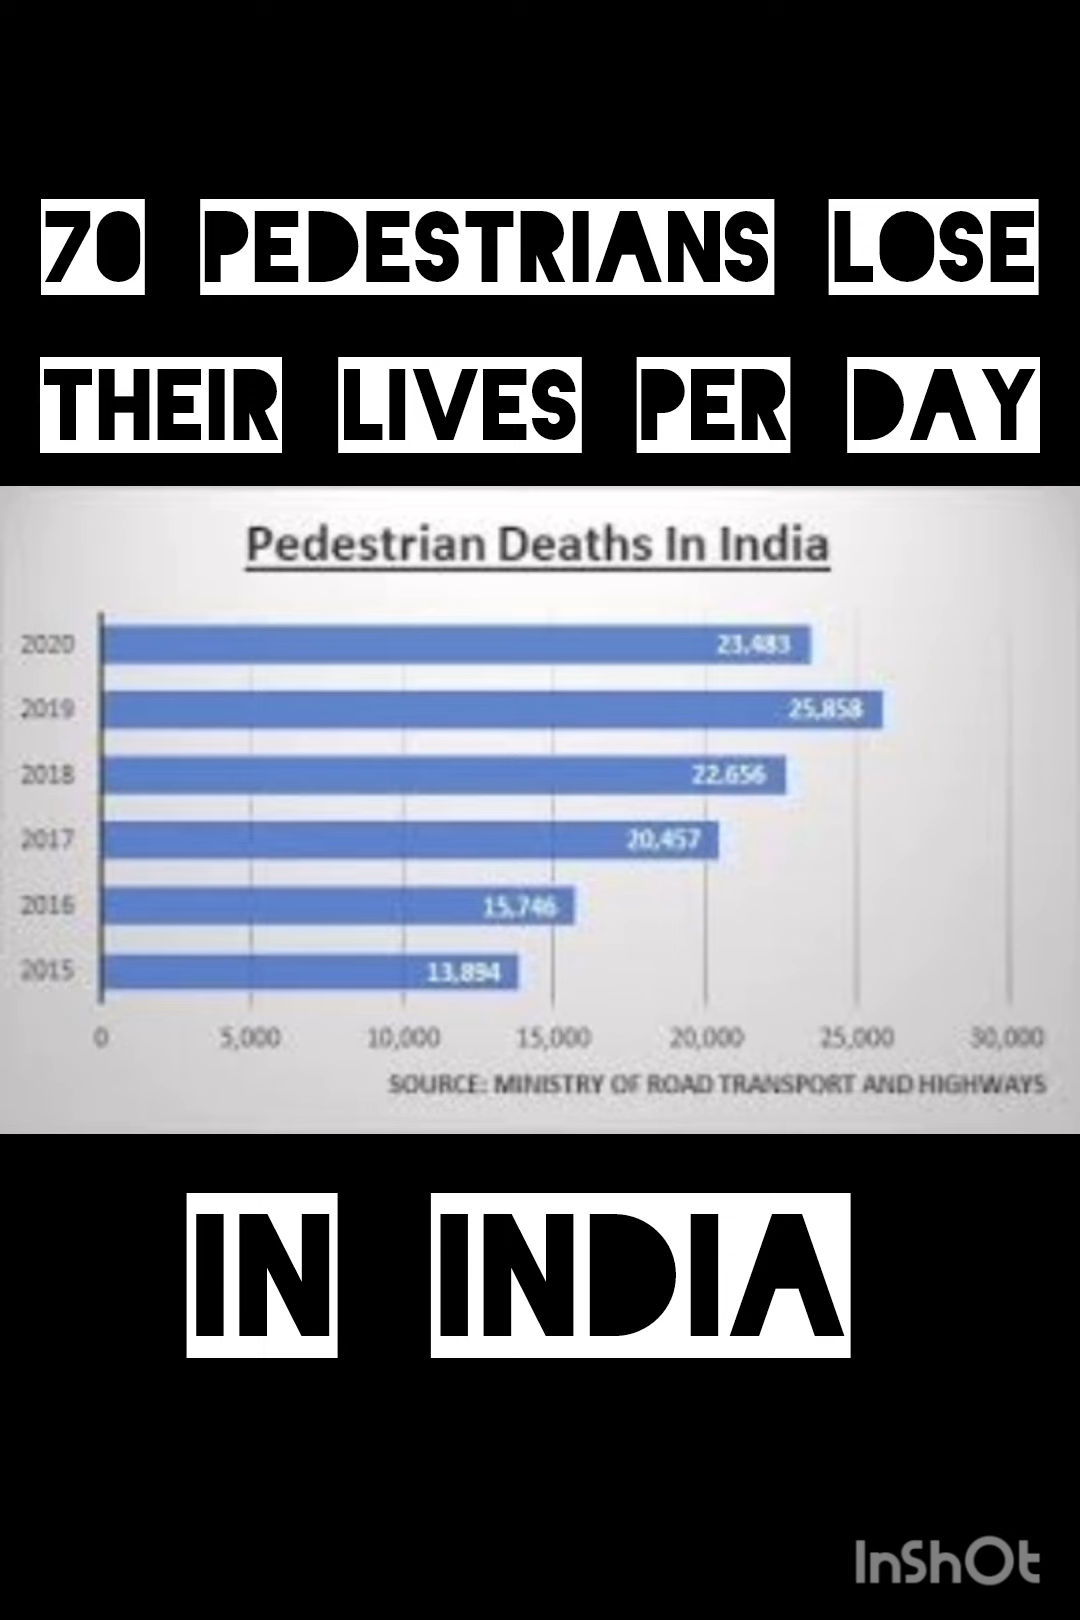 70 PEDESTRIANS LOSE
THEIR LIVES PER DAY
Pedestrian Deaths In India
2020 23,483
2019 25,858
2018 22,656
2017 20,457
2016 15,746
2015 13,894
0 5,000 10,000 15,000 20,000 25,000 30,000
SOURCE: MINISTRY OF ROAD TRANSPORT AND HIGHWAYS
IN INDIA
InShOt